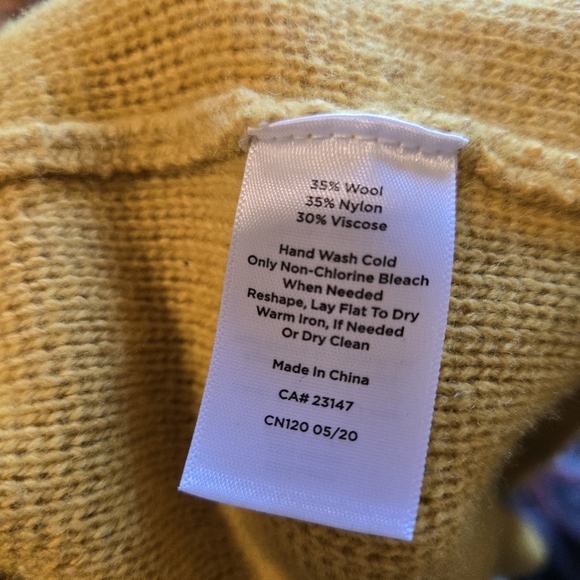 35% Wool
35% Nylon
30% Viscose
Hand Wash Cold
Only Non-Chlorine Bleach
When Needed
Reshape, Lay Flat To Dry
Warm Iron, If Needed
Or Dry Clean
Made In China
CA# 23147
CN120 05/20